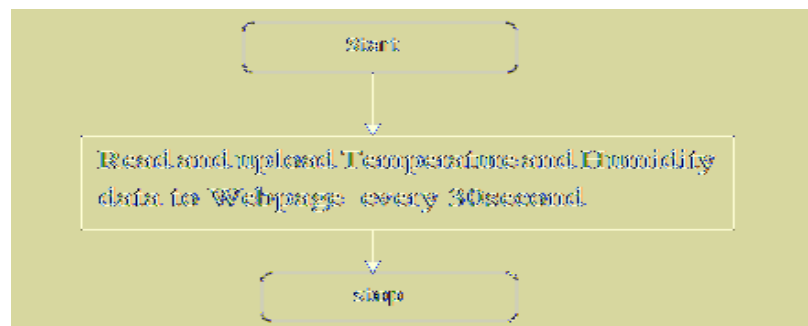 Start
Read and upload Temperature and Humidity
data to Webpage every 30second
stop